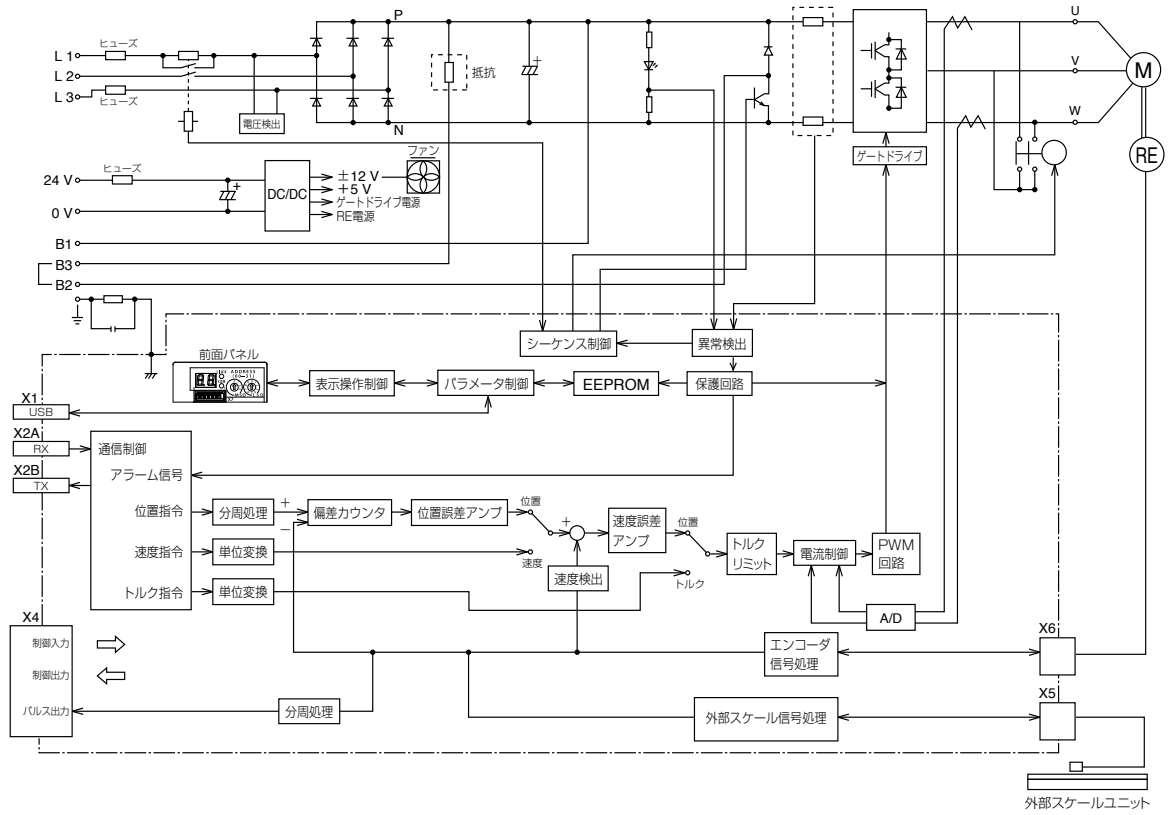 ヒューズ
L 1
L 2
L 3
ヒューズ
電圧検出
P
N
抵抗
U
V
W
M
RE
ゲートドライブ
ヒューズ
24 V
0 V
DC/DC
±12 V
+5 V
ゲートドライブ電源
RE電源
ファン
B1
B3
B2
シーケンス制御
異常検出
前面パネル
ADDRESS
表示操作制御
パラメータ制御
EEPROM
保護回路
X1
USB
X2A
RX
X2B
TX
通信制御
アラーム信号
位置指令
分周処理
+
−
偏差カウンタ
位置誤差アンプ
位置
+
速度誤差
アンプ
位置
トルク
リミット
電流制御
PWM
回路
速度指令
単位変換
速度
速度検出
トルク
トルク指令
単位変換
A/D
X4
制御入力
制御出力
パルス出力
分周処理
エンコーダ
信号処理
X6
外部スケール信号処理
X5
外部スケールユニット